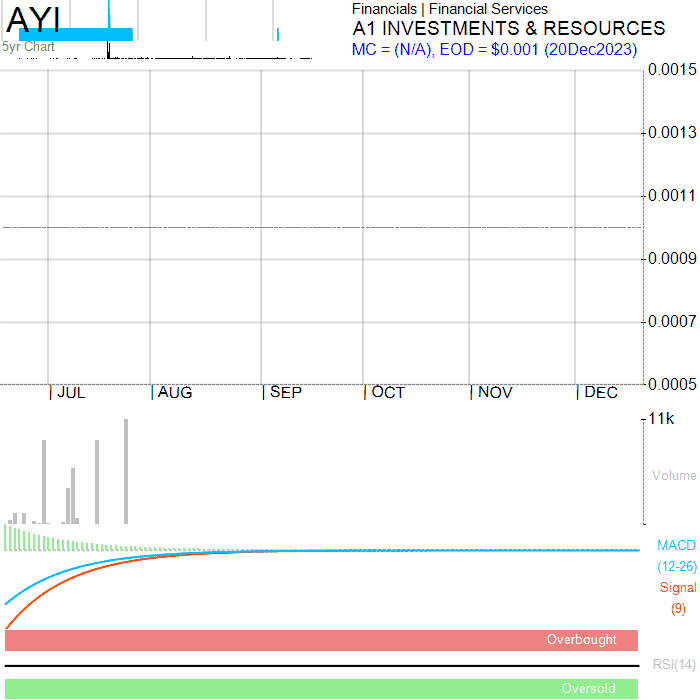 AYI
5yr Chart
Financials | Financial Services
A1 INVESTMENTS & RESOURCES
MC = (N/A), EOD = $0.001 (20Dec2023)
0.0015
0.0013
0.0011
0.0009
0.0007
0.0005
JUL AUG SEP OCT NOV DEC
11k
Volume
MACD
(12-26)
Signal
(9)
Overbought
RSI(14)
Oversold